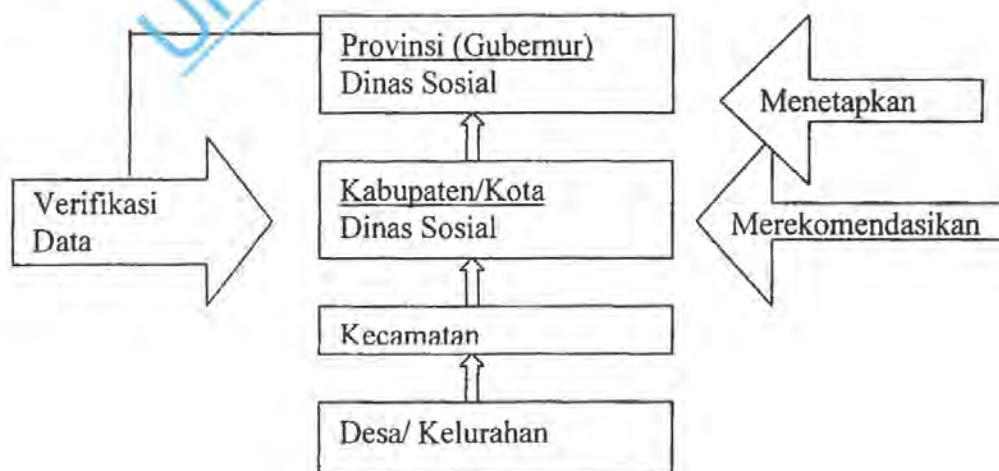 Provinsi (Gubernur)
Dinas Sosial
Menetapkan
Verifikasi
Data
Kabupaten/Kota
Dinas Sosial
Merekomendasikan
Kecamatan
Desa/ Kelurahan